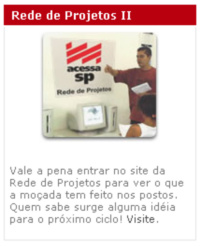 Rede de Projetos II
acessa
sp
Rede de Projetos
Vale a pena entrar no site da
Rede de Projetos para ver o que
a moçada tem feito nos postos.
Quem sabe surge alguma idéia
para o próximo ciclo! Visite.